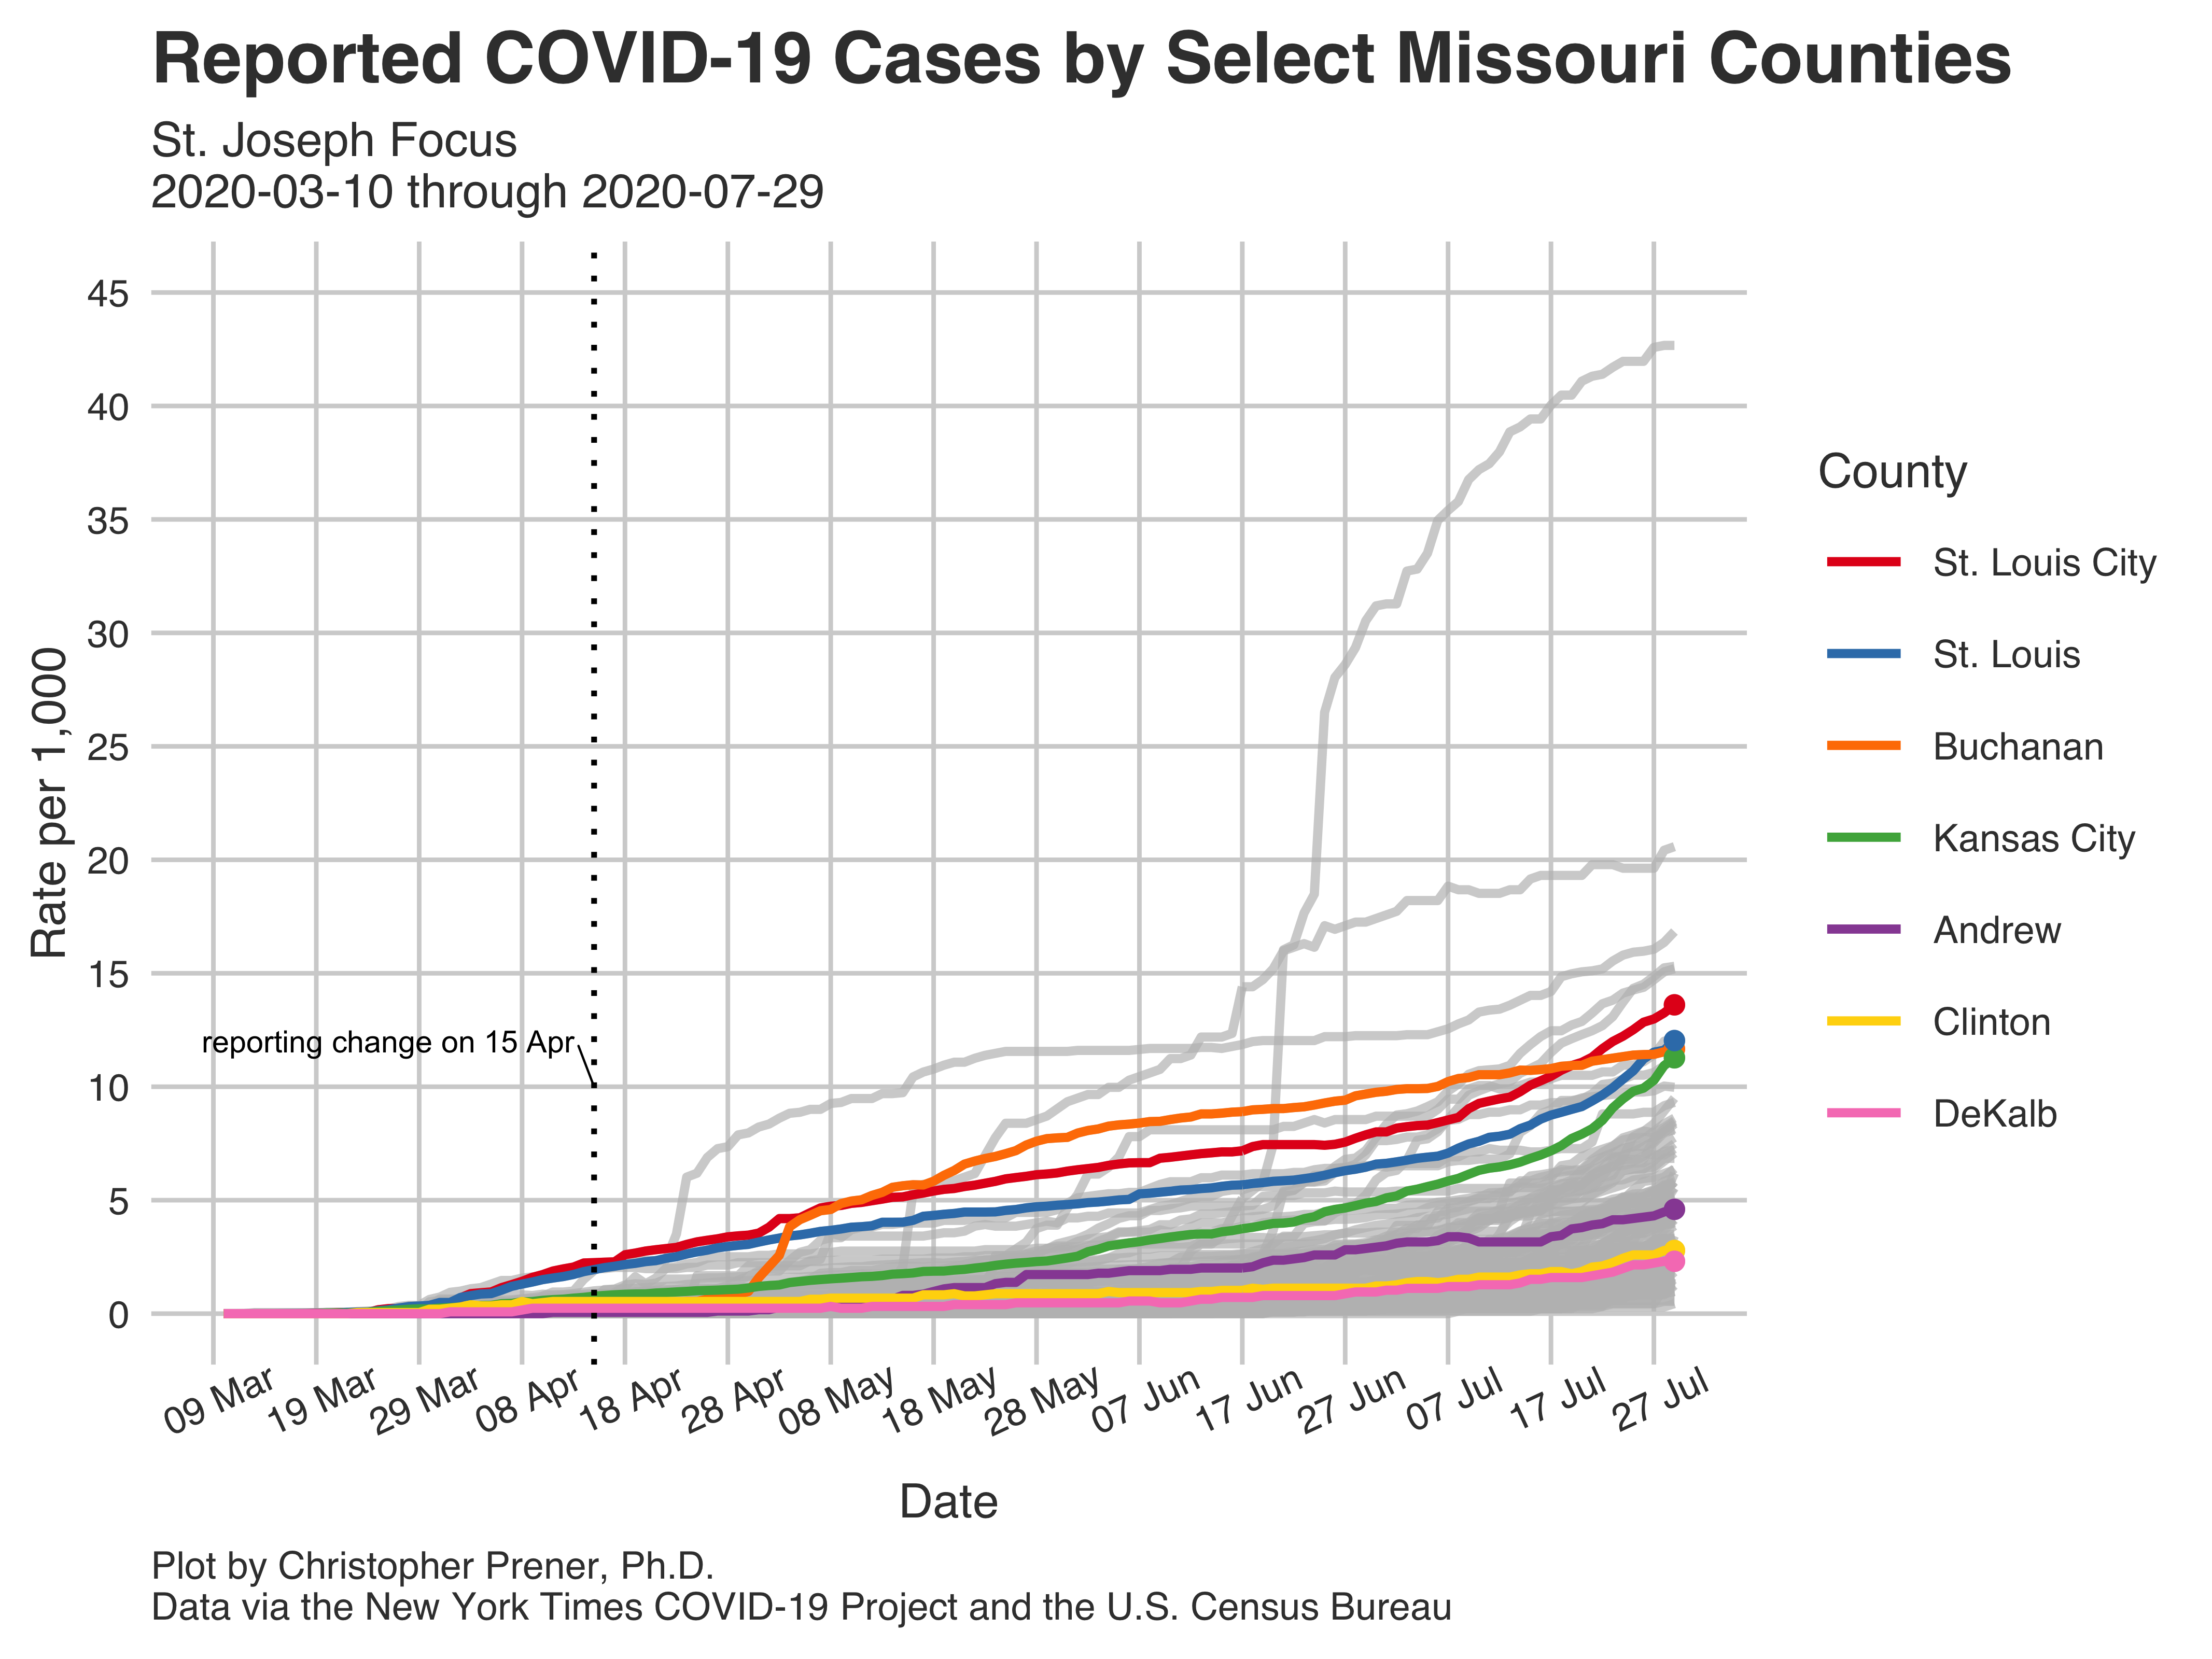 Reported COVID-19 Cases by Select Missouri Counties
St. Joseph Focus
2020-03-10 through 2020-07-29
Rate per 1,000
45
40
35
30
25
20
15
10
5
0
reporting change on 15 Apr
09 Mar
19 Mar
29 Mar
08 Apr
18 Apr
28 Apr
08 May
18 May
28 May
07 Jun
17 Jun
27 Jun
07 Jul
17 Jul
27 Jul
Date
County
St. Louis City
St. Louis
Buchanan
Kansas City
Andrew
Clinton
DeKalb
Plot by Christopher Prener, Ph.D.
Data via the New York Times COVID-19 Project and the U.S. Census Bureau